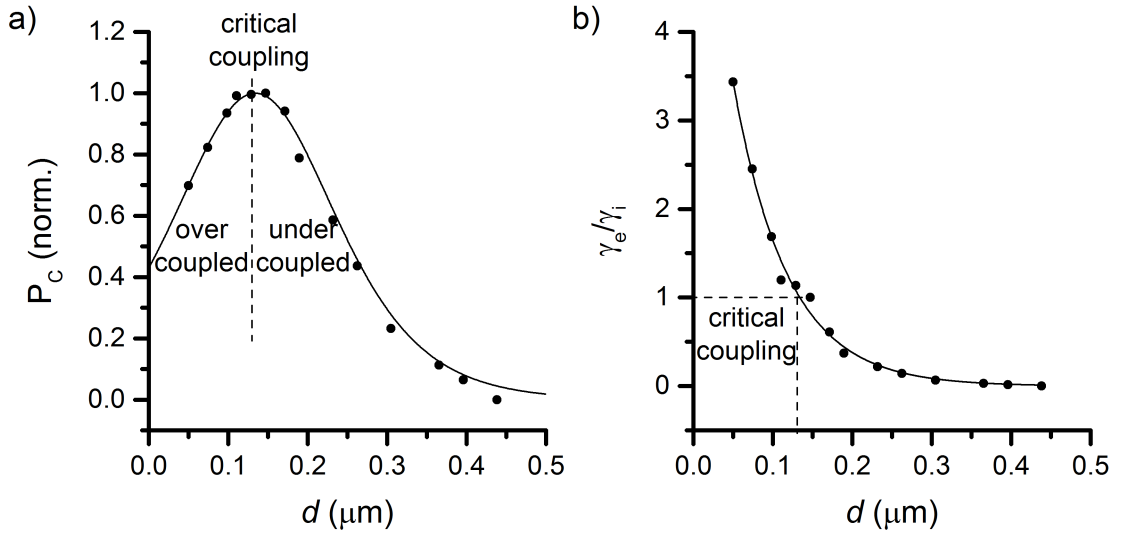 a)
critical
coupling
1.2
1.0
0.8
0.6
0.4
0.2
0.0
P_C (norm.)
over
coupled
under
coupled
0.0 0.1 0.2 0.3 0.4 0.5
d (μm)
b)
4
3
2
1
0
γ_e/γ_i
critical
coupling
0.0 0.1 0.2 0.3 0.4 0.5
d (μm)